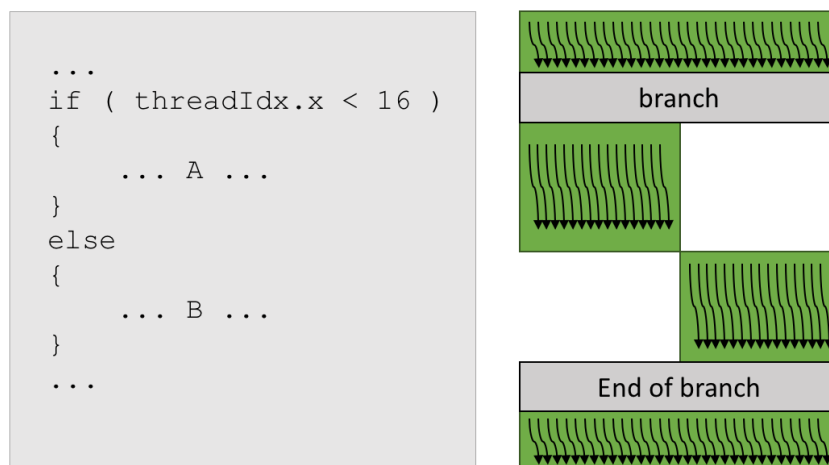 ...
if ( threadIdx.x < 16 )
{
... A ...
}
else
{
... B ...
}
...
branch
End of branch